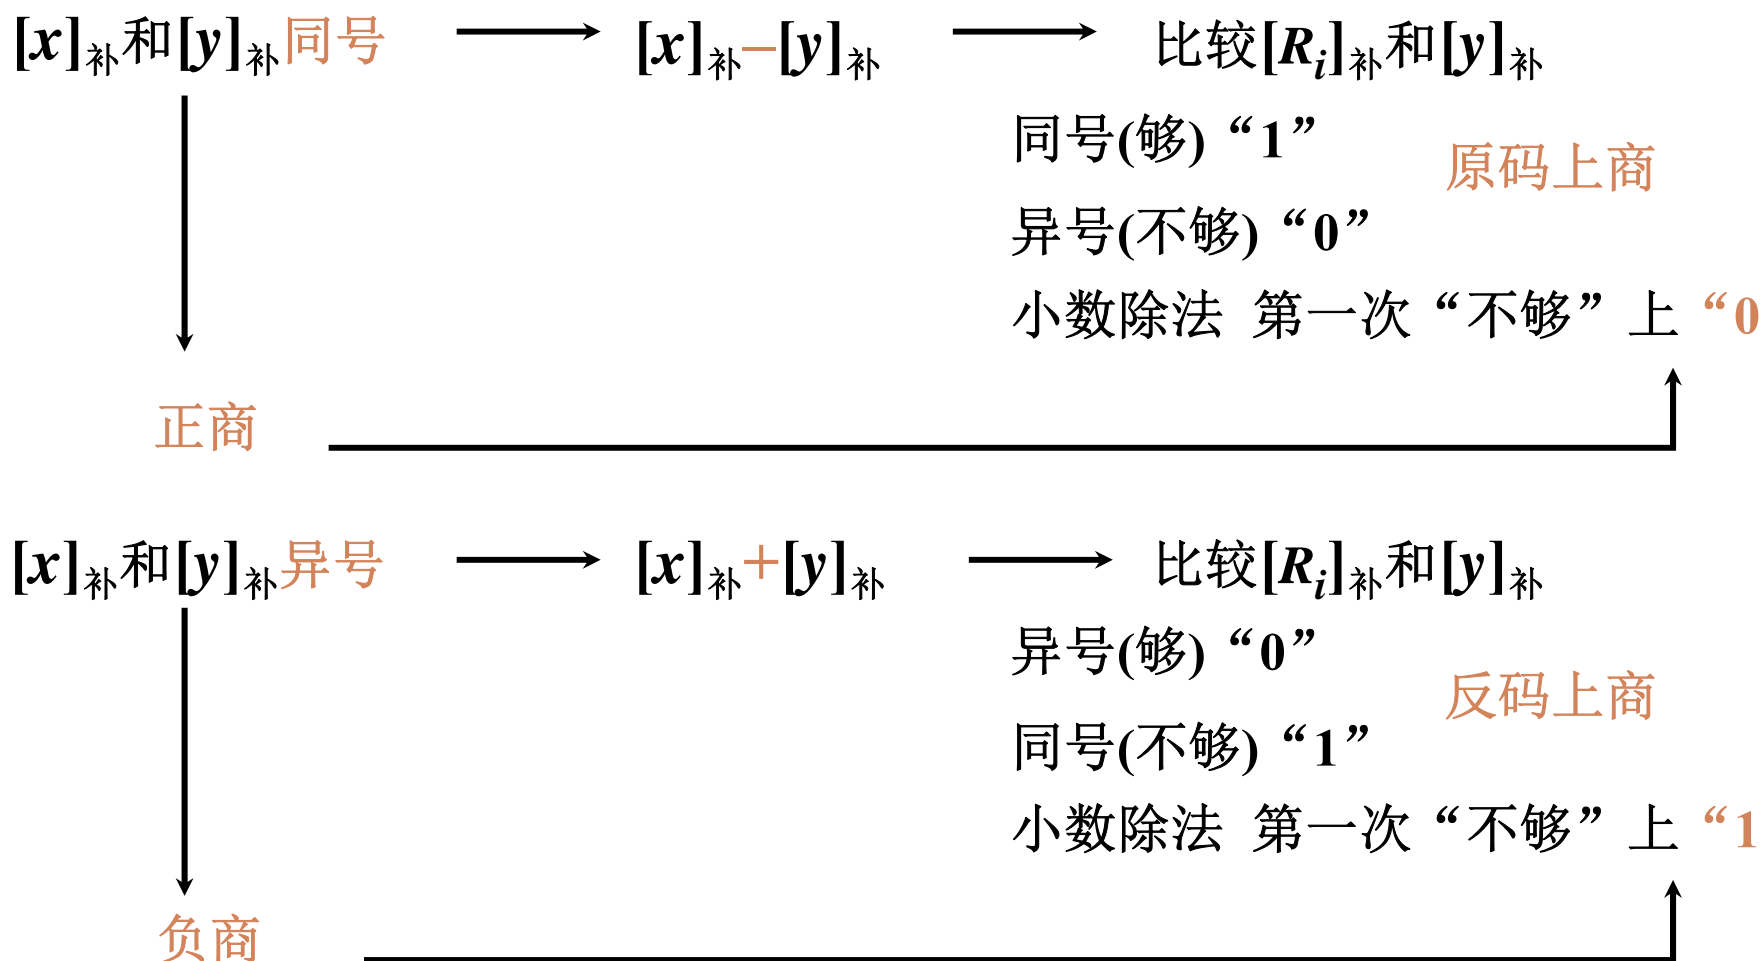 [x]补和[y]补同号 [x]补−[y]补 比较[Ri]补和[y]补
同号(够)“1”
原码上商
异号(不够)“0”
小数除法 第一次“不够”上“0
正商
[x]补和[y]补异号 [x]补+[y]补 比较[Ri]补和[y]补
异号(够)“0”
反码上商
同号(不够)“1”
小数除法 第一次“不够”上“1
负商